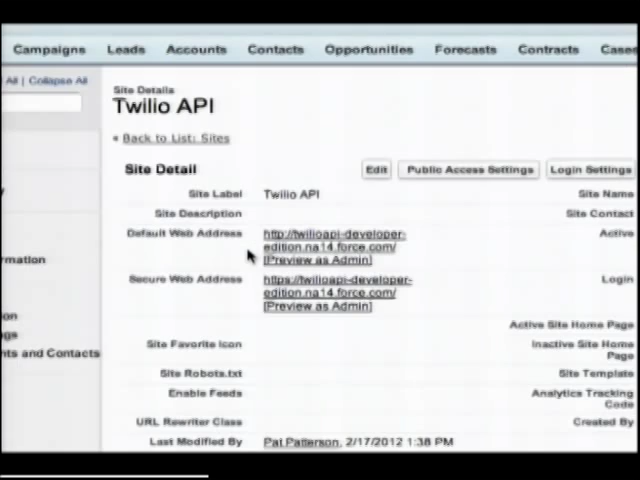 Campaigns Leads Accounts Contacts Opportunities Forecasts Contracts Cases
All | Collapse All
Site Details
Twilio API
« Back to List: Sites
Site Detail Edit Public Access Settings Login Settings
Site Label Twilio API Site Name
Site Description Site Contact
Default Web Address http://twilioapi-developer- Active
edition.na14.force.com/
[Preview as Admin]
rmation
Secure Web Address https://twilioapi-developer- Login
edition.na14.force.com/
[Preview as Admin]
on
Active Site Home Page
gs
Site Favorite Icon Inactive Site Home
Page
nts and Contacts
Site Robots.txt Site Template
Enable Feeds Analytics Tracking
Code
URL Rewriter Class Created By
Last Modified By Pat Patterson, 2/17/2012 1:38 PM